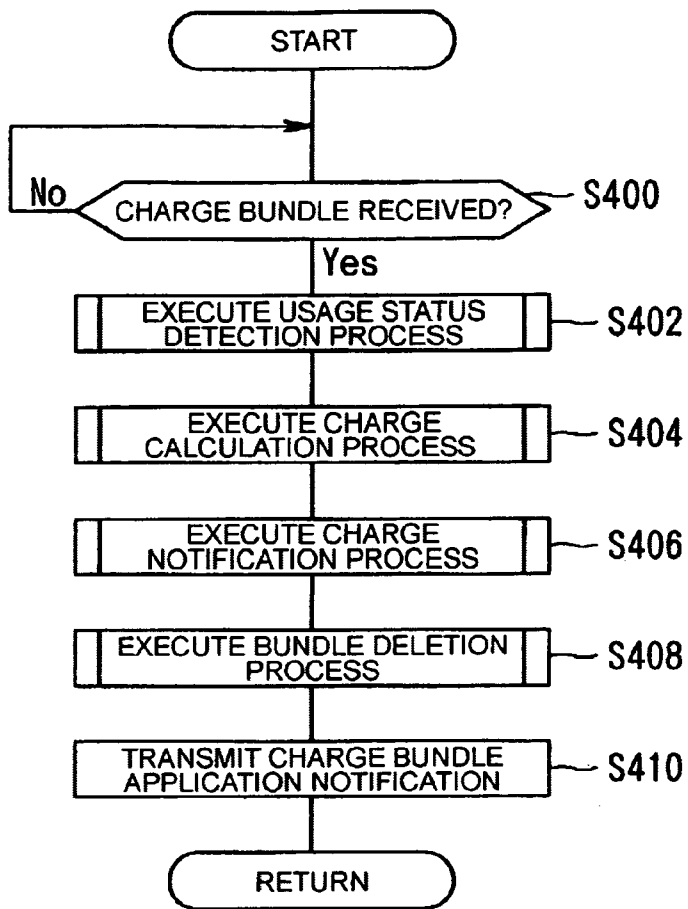 START
No
CHARGE BUNDLE RECEIVED?
S400
Yes
EXECUTE USAGE STATUS
DETECTION PROCESS
S402
EXECUTE CHARGE
CALCULATION PROCESS
S404
EXECUTE CHARGE
NOTIFICATION PROCESS
S406
EXECUTE BUNDLE DELETION
PROCESS
S408
TRANSMIT CHARGE BUNDLE
APPLICATION NOTIFICATION
S410
RETURN